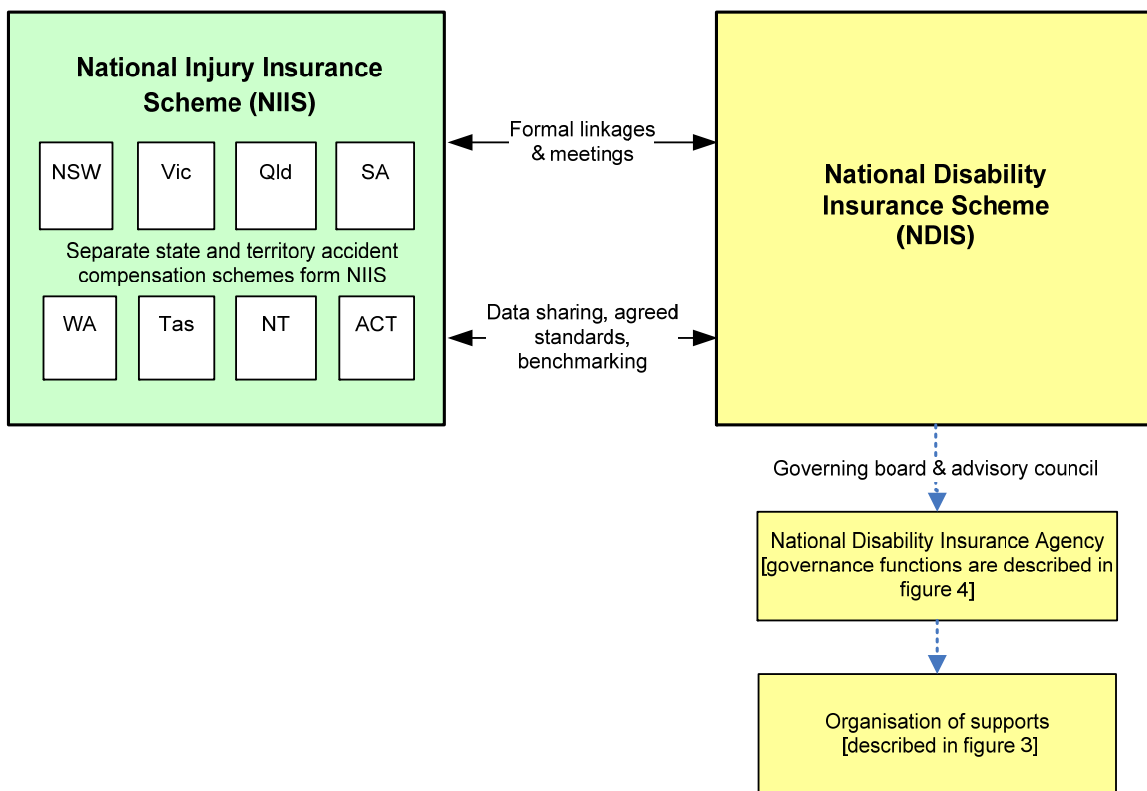 National Injury Insurance
Scheme (NIIS)
NSW
Vic
Qld
SA
Separate state and territory accident
compensation schemes form NIIS
WA
Tas
NT
ACT
Formal linkages
& meetings
Data sharing, agreed
standards,
benchmarking
National Disability
Insurance Scheme
(NDIS)
Governing board & advisory council
National Disability Insurance Agency
[governance functions are described in
figure 4]
Organisation of supports
[described in figure 3]